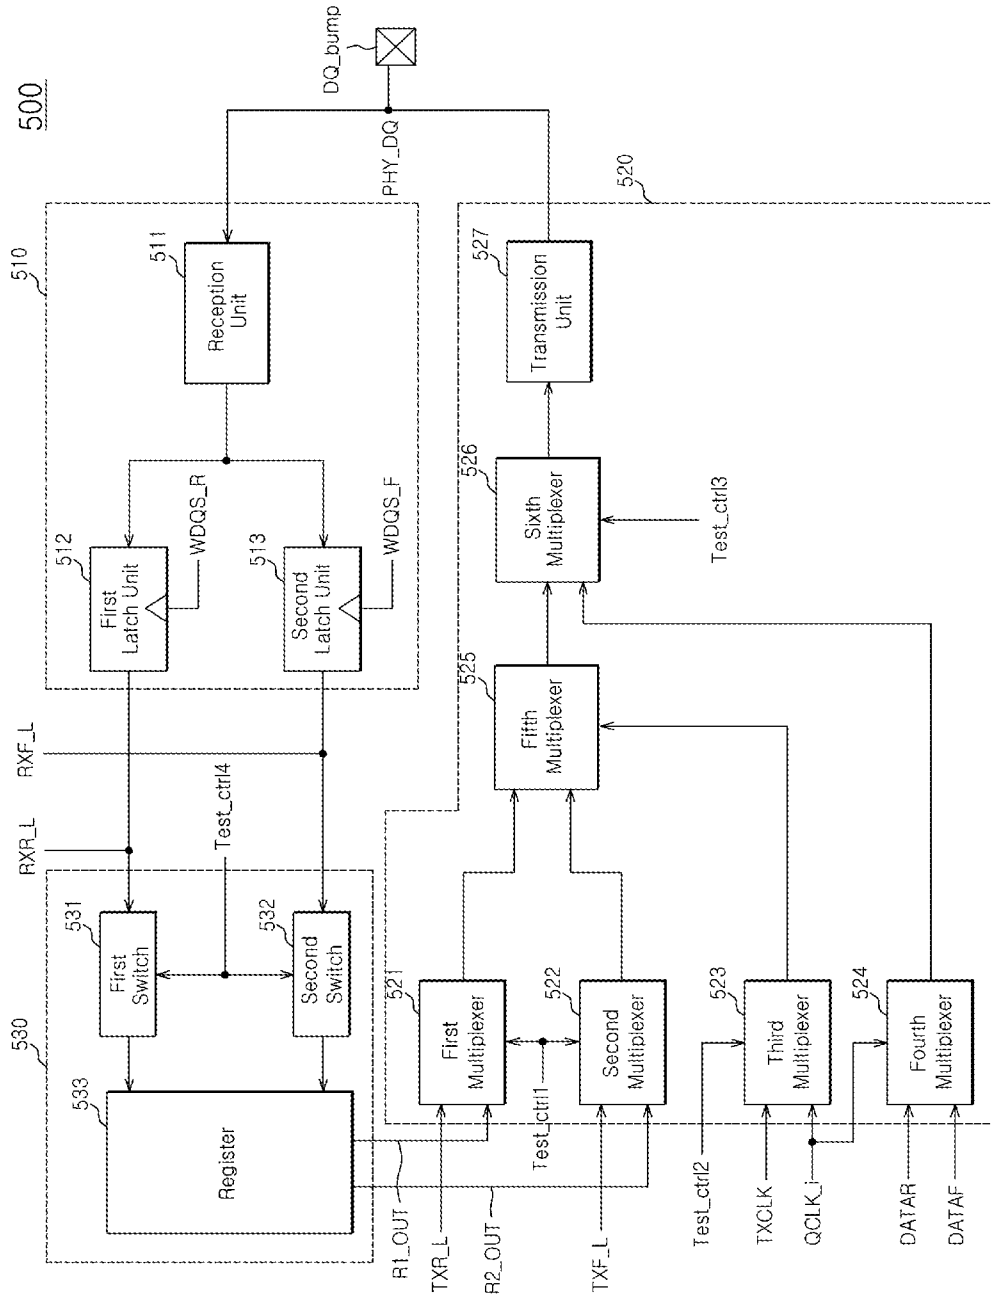 500
DQ_bump
PHY_DQ
510
511
Reception
Unit
512
First
Latch Unit
WDQS_R
513
Second
Latch Unit
WDQS_F
RXF_L
RXR_L
Test_ctrl4
530
531
First
Switch
532
Second
Switch
533
Register
R1_OUT
TXR_L
R2_OUT
TXF_L
520
521
First
Multiplexer
Test_ctrl1
522
Second
Multiplexer
523
Third
Multiplexer
524
Fourth
Multiplexer
Test_ctrl2
TXCLK
QCLK_i
DATAR
DATAF
525
Fifth
Multiplexer
526
Sixth
Multiplexer
Test_ctrl3
527
Transmission
Unit